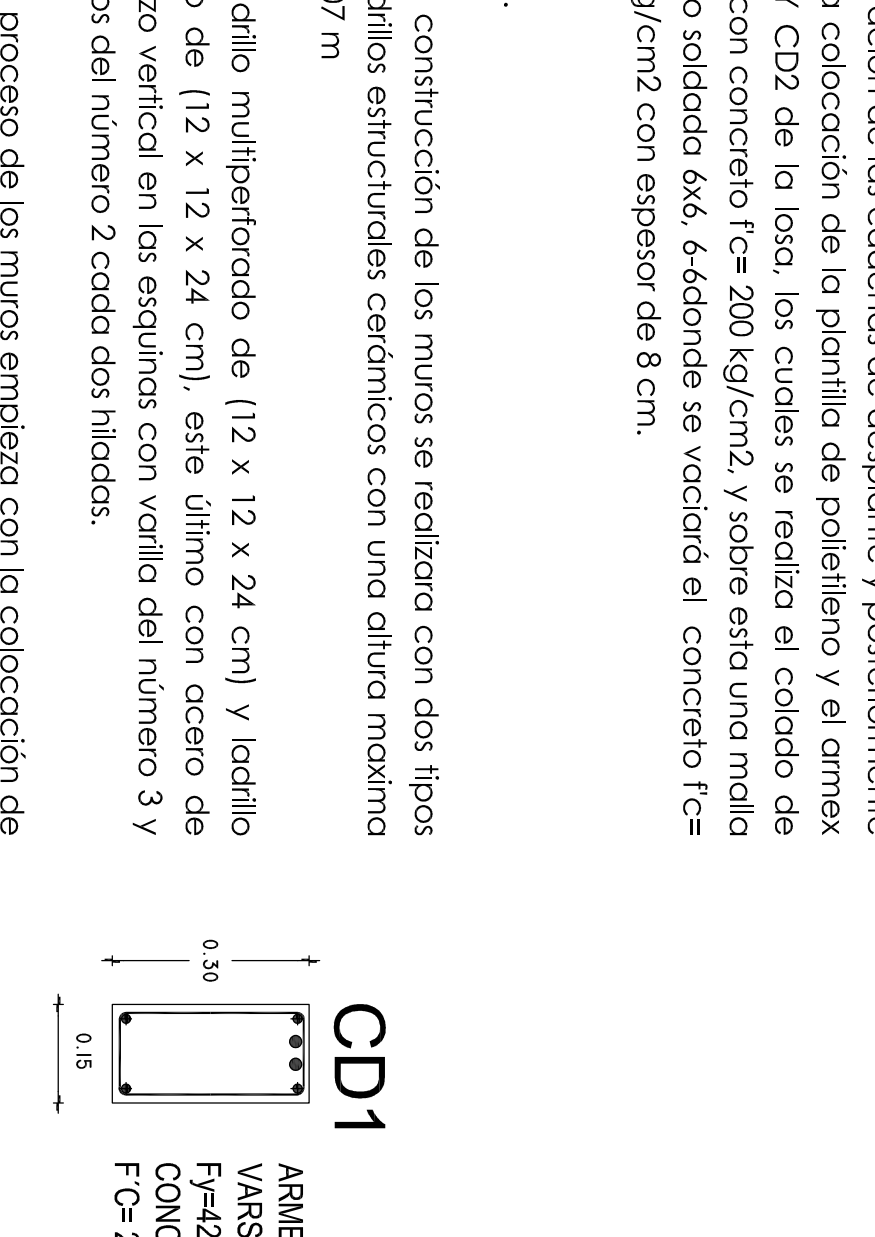 colocación de la plantilla de polietileno y el armex
CD2 de la losa, los cuales se realiza el colado de
con concreto f'c= 200 kg/cm2, y sobre esta una malla
o soldada 6x6, 6-6donde se vaciará el concreto f'c=
g/cm2 con espesor de 8 cm.
construcción de los muros se realizara con dos tipos
drillos estructurales cerámicos con una altura maxima
07 m
drillo multiperforado de (12 x 12 x 24 cm) y ladrillo
o de (12 x 12 x 24 cm), este último con acero de
zo vertical en las esquinas con varilla del número 3 y
os del número 2 cada dos hiladas.
proceso de los muros empieza con la colocación de
CD1
0.30
0.15
ARME
VARS
Fy=42
CONC
F´C= 2